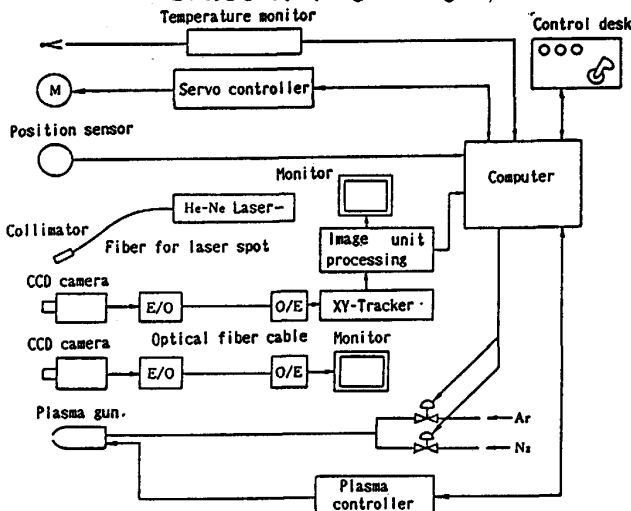 Temperature monitor
Control desk
M
Servo controller
Position sensor
Computer
Monitor
He-Ne Laser
Collimator
Fiber for laser spot
Image unit
processing
CCD camera
E/O
O/E
XY-Tracker
CCD camera
Optical fiber cable
Monitor
E/O
O/E
Plasma gun.
Ar
N₂
Plasma
controller